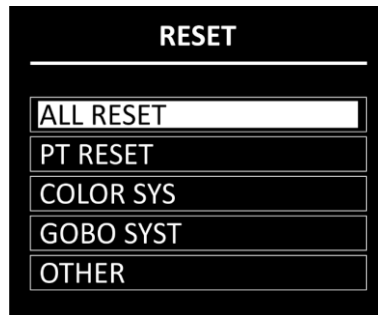 RESET
ALL RESET
PT RESET
COLOR SYS
GOBO SYST
OTHER